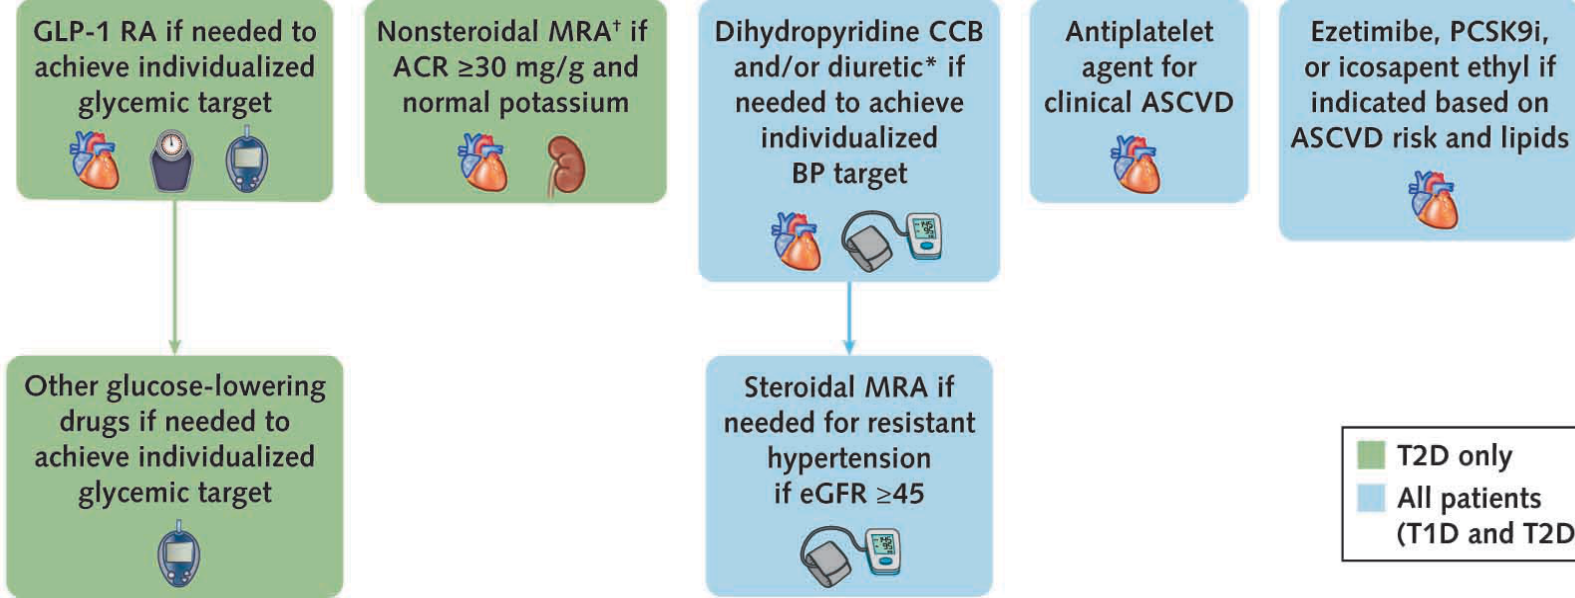 GLP-1 RA if needed to
achieve individualized
glycemic target
Nonsteroidal MRA† if
ACR ≥30 mg/g and
normal potassium
Dihydropyridine CCB
and/or diuretic* if
needed to achieve
individualized
BP target
Antiplatelet
agent for
clinical ASCVD
Ezetimibe, PCSK9i,
or icosapent ethyl if
indicated based on
ASCVD risk and lipids
Other glucose-lowering
drugs if needed to
achieve individualized
glycemic target
Steroidal MRA if
needed for resistant
hypertension
if eGFR ≥45
T2D only
All patients
(T1D and T2D